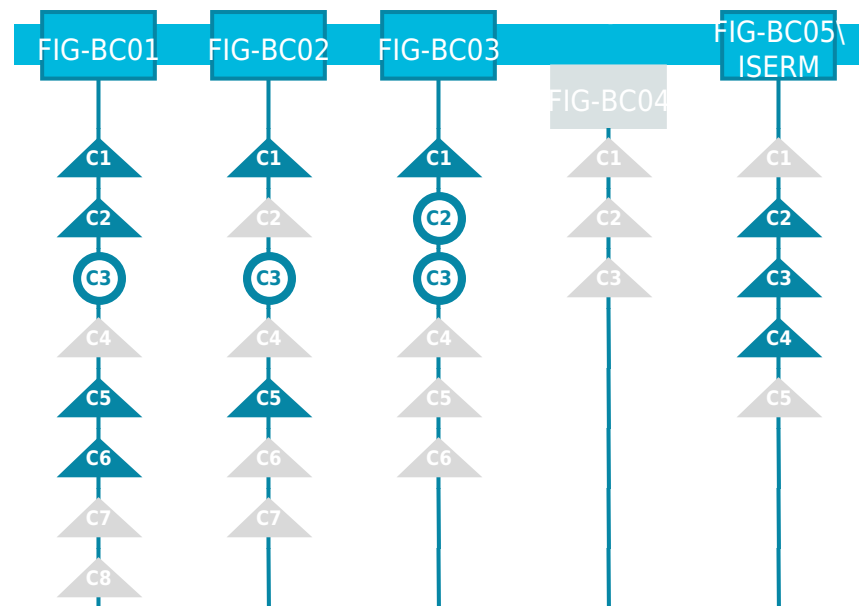 FIG-BC01
FIG-BC02
FIG-BC03
FIG-BC04
FIG-BC05\
ISERM
C1
C2
C3
C4
C5
C6
C7
C8
C1
C2
C3
C4
C5
C6
C7
C1
C2
C3
C4
C5
C6
C1
C2
C3
C1
C2
C3
C4
C5